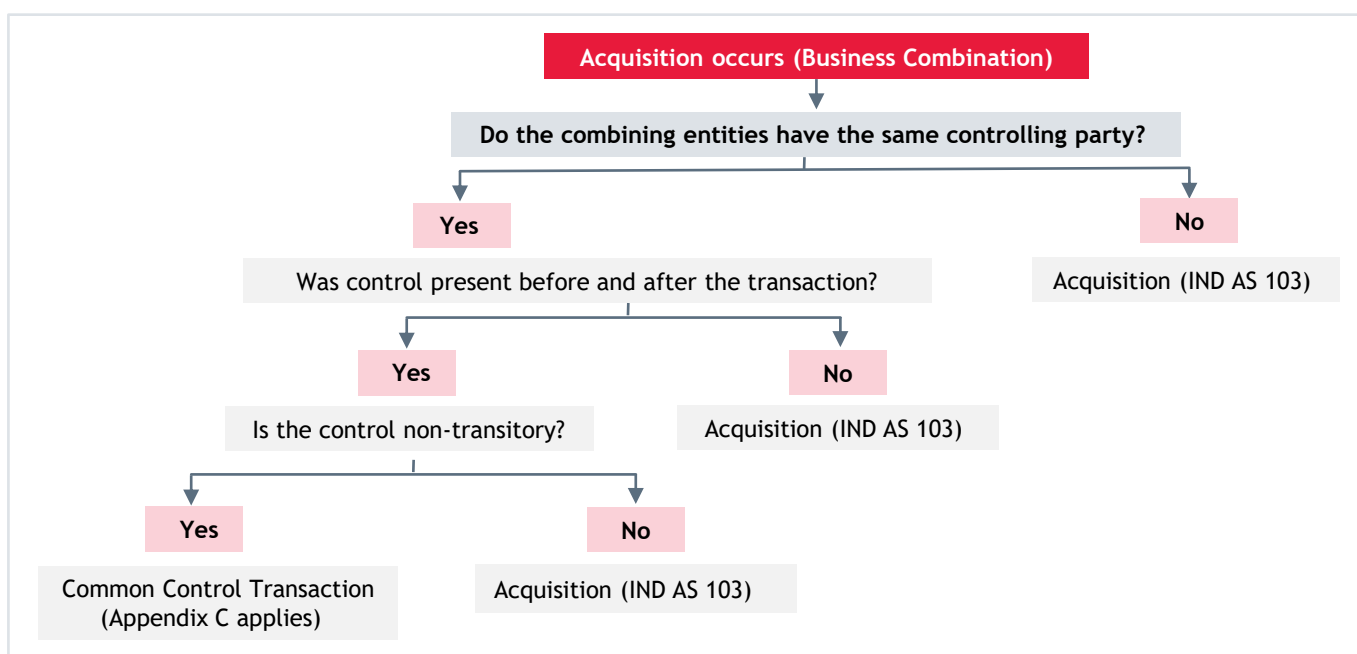 Acquisition occurs (Business Combination)
Do the combining entities have the same controlling party?
Yes
No
Was control present before and after the transaction?
Acquisition (IND AS 103)
Yes
No
Is the control non-transitory?
Acquisition (IND AS 103)
Yes
No
Common Control Transaction
(Appendix C applies)
Acquisition (IND AS 103)